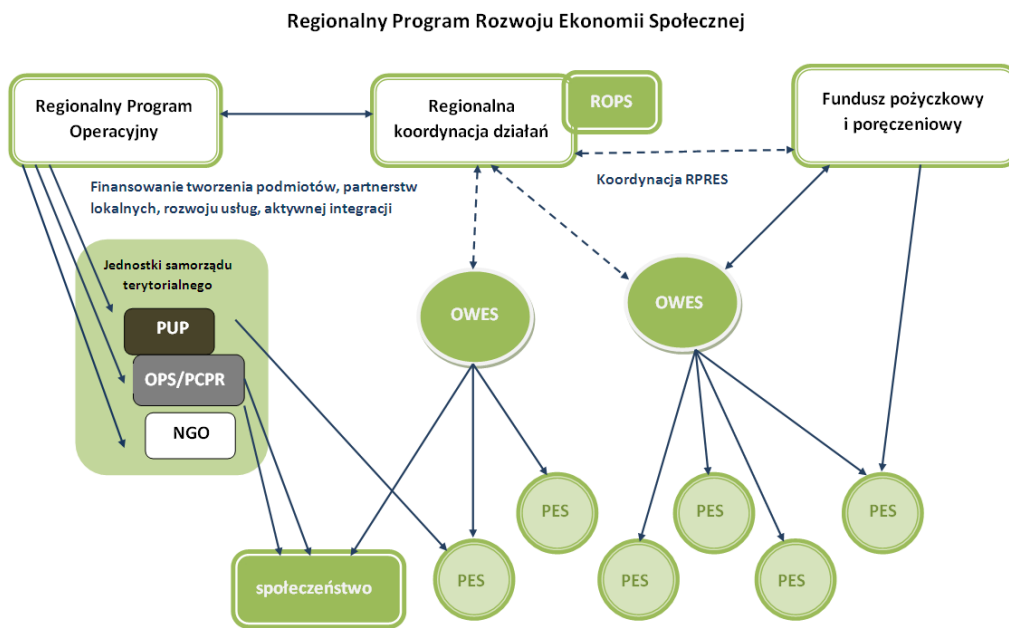 Regionalny Program Rozwoju Ekonomii Społecznej
Regionalny Program
Operacyjny
Regionalna
koordynacja działań
ROPS
Fundusz pożyczkowy
i poręczeniowy
Finansowanie tworzenia podmiotów, partnerstw
lokalnych, rozwoju usług, aktywnej integracji
Koordynacja RPRES
Jednostki samorządu
terytorialnego
PUP
OPS/PCPR
NGO
OWES
OWES
PES
PES
PES
społeczeństwo
PES
PES
PES